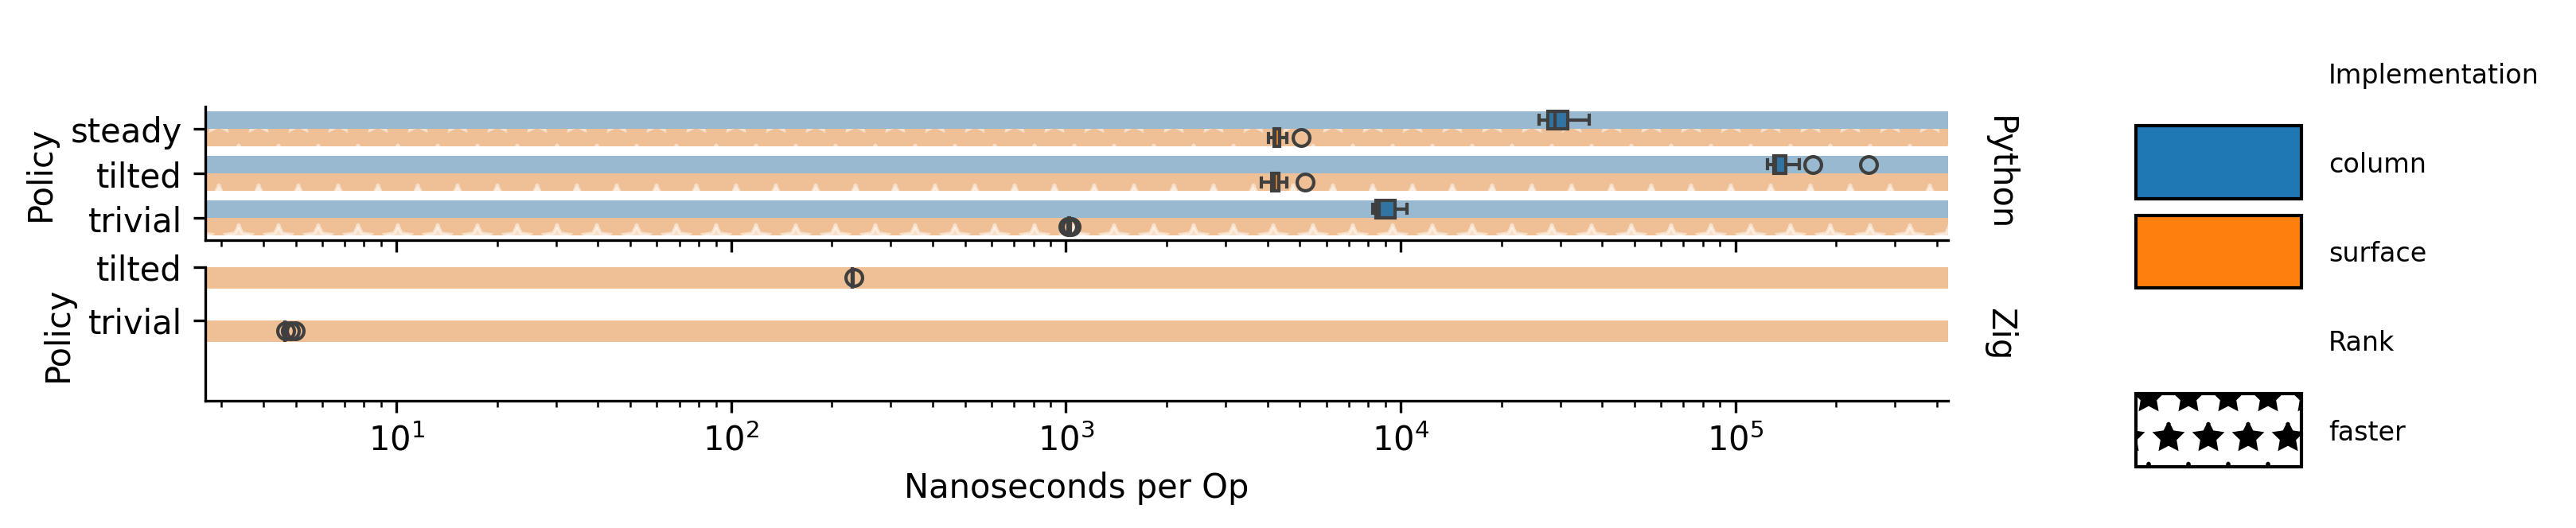 Implementation
Policy
steady
tilted
trivial
Python
column
surface
Policy
tilted
trivial
Zig
Rank
faster
10¹
10²
10³
10⁴
10⁵
Nanoseconds per Op